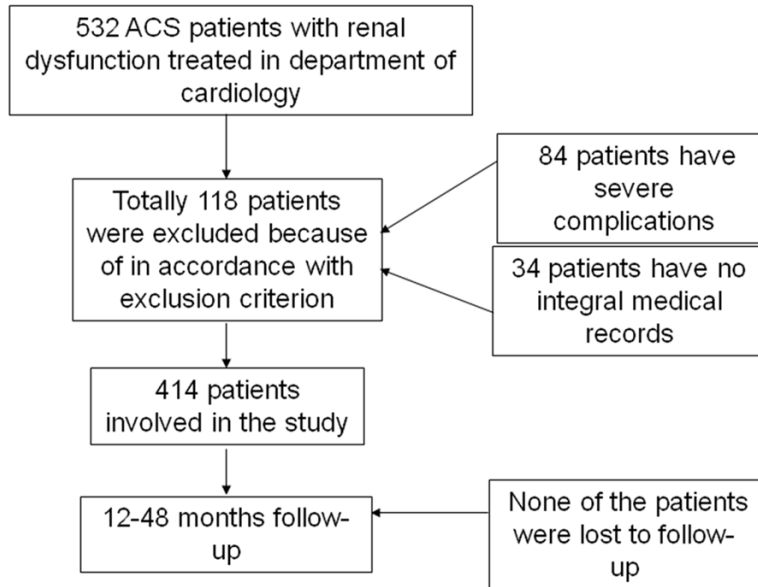 532 ACS patients with renal
dysfunction treated in department of
cardiology
84 patients have
severe
complications
Totally 118 patients
were excluded because
of in accordance with
exclusion criterion
34 patients have no
integral medical
records
414 patients
involved in the study
12-48 months follow-
up
None of the patients
were lost to follow-
up